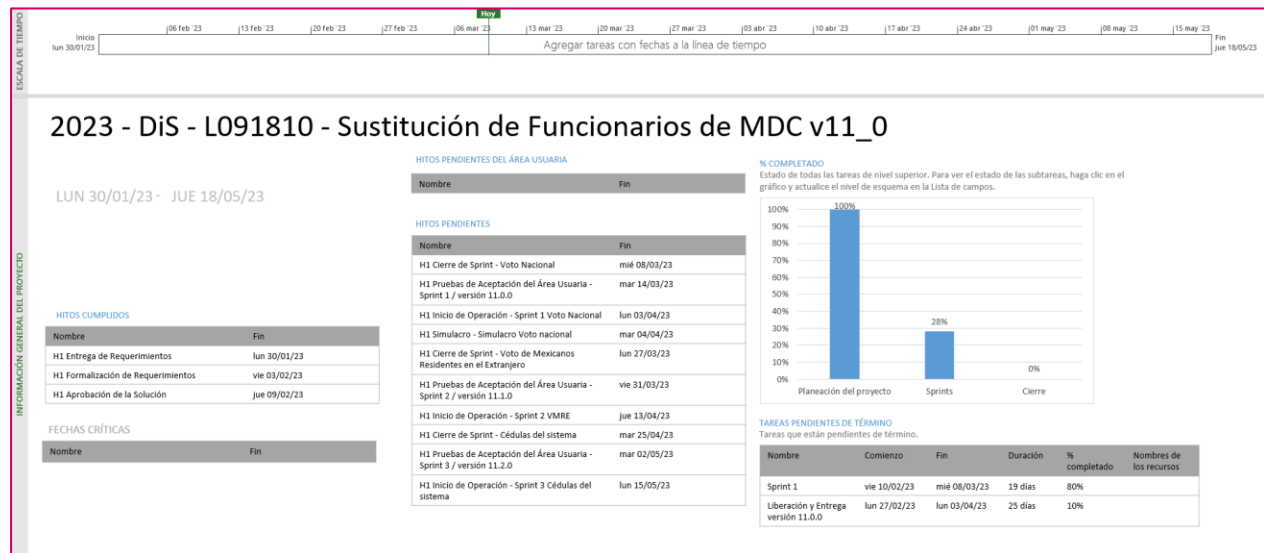 ESCALA DE TIEMPO
Hoy
Inicio
lun 30/01/23
06 feb '23
13 feb '23
20 feb '23
27 feb '23
06 mar '23
13 mar '23
20 mar '23
27 mar '23
03 abr '23
10 abr '23
17 abr '23
24 abr '23
01 may '23
08 may '23
15 may '23
Agregar tareas con fechas a la línea de tiempo
Fin
jue 18/05/23
INFORMACIÓN GENERAL DEL PROYECTO
2023 - DiS - L091810 - Sustitución de Funcionarios de MDC v11_0
LUN 30/01/23 - JUE 18/05/23
HITOS CUMPLIDOS
Nombre Fin
H1 Entrega de Requerimientos lun 30/01/23
H1 Formalización de Requerimientos vie 03/02/23
H1 Aprobación de la Solución jue 09/02/23
FECHAS CRÍTICAS
Nombre Fin
HITOS PENDIENTES DEL ÁREA USUARIA
Nombre Fin
HITOS PENDIENTES
Nombre Fin
H1 Cierre de Sprint - Voto Nacional mié 08/03/23
H1 Pruebas de Aceptación del Área Usuaria - mar 14/03/23
Sprint 1 / versión 11.0.0
H1 Inicio de Operación - Sprint 1 Voto Nacional lun 03/04/23
H1 Simulacro - Simulacro Voto nacional mar 04/04/23
H1 Cierre de Sprint - Voto de Mexicanos lun 27/03/23
Residentes en el Extranjero
H1 Pruebas de Aceptación del Área Usuaria - vie 31/03/23
Sprint 2 / versión 11.1.0
H1 Inicio de Operación - Sprint 2 VMRE jue 13/04/23
H1 Cierre de Sprint - Cédulas del sistema mar 25/04/23
H1 Pruebas de Aceptación del Área Usuaria - mar 02/05/23
Sprint 3 / versión 11.2.0
H1 Inicio de Operación - Sprint 3 Cédulas del lun 15/05/23
sistema
% COMPLETADO
Estado de todas las tareas de nivel superior. Para ver el estado de las subtareas, haga clic en el
gráfico y actualice el nivel de esquema en la Lista de campos.
100%
90%
80%
70%
60%
50%
40%
30%
20%
10%
0%
100%
28%
0%
Planeación del proyecto Sprints Cierre
TAREAS PENDIENTES DE TÉRMINO
Tareas que están pendientes de término.
Nombre Comienzo Fin Duración % completado Nombres de los recursos
Sprint 1 vie 10/02/23 mié 08/03/23 19 días 80%
Liberación y Entrega lun 27/02/23 lun 03/04/23 25 días 10%
versión 11.0.0